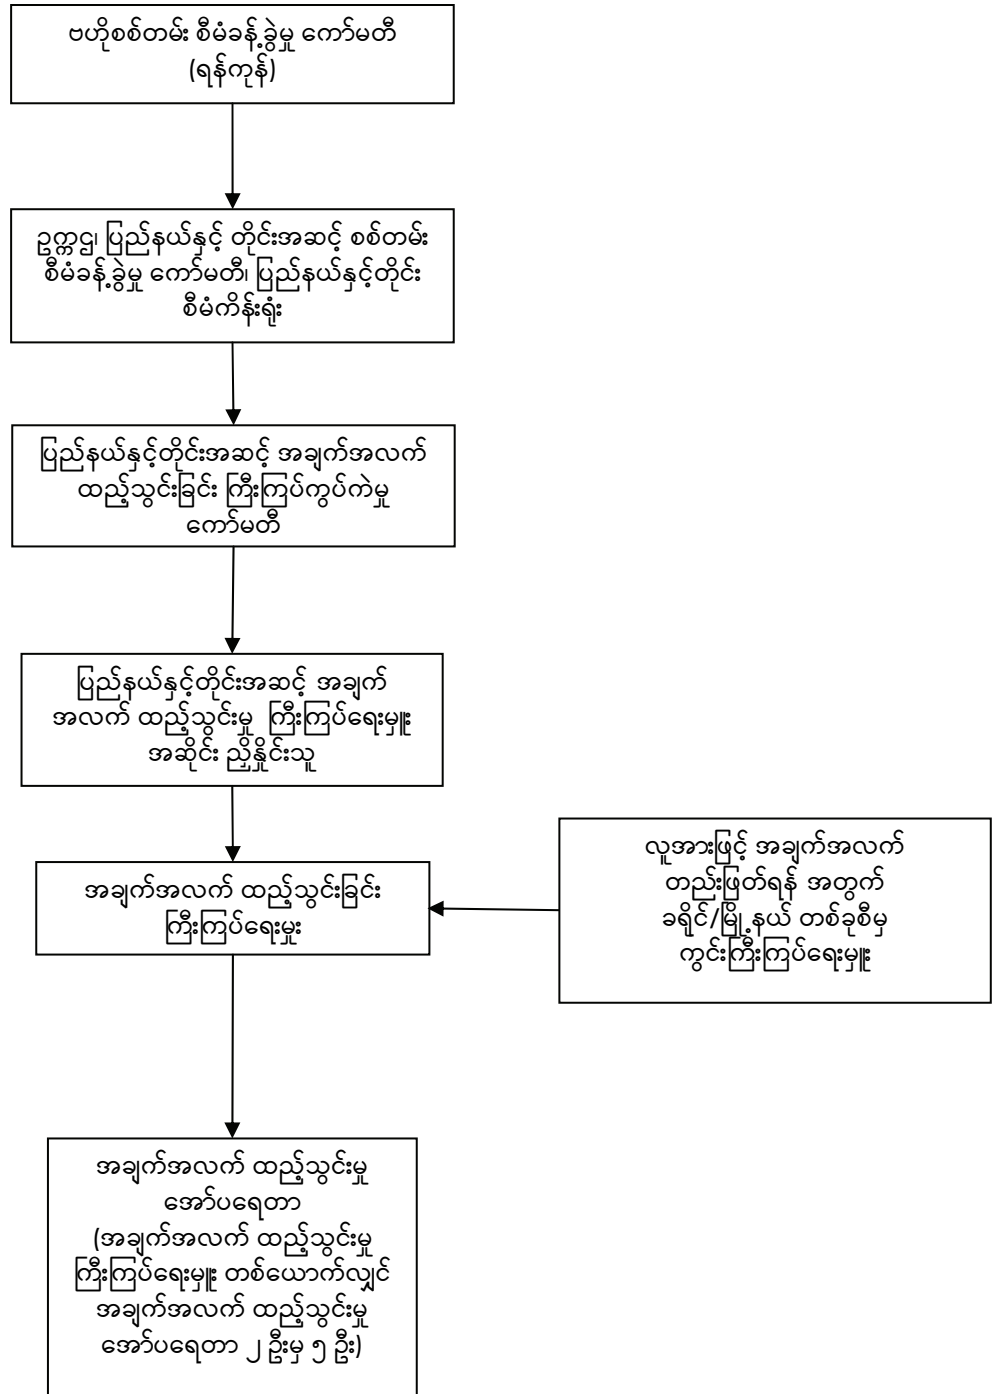 ဗဟိုစစ်တမ်း စီမံခန့်ခွဲမှု ကော်မတီ
(ရန်ကုန်)
ဥက္ကဌ၊ ပြည်နယ်နှင့် တိုင်းအဆင့် စစ်တမ်း
စီမံခန့်ခွဲမှု ကော်မတီ၊ ပြည်နယ်နှင့်တိုင်း
စီမံကိန်းရုံး
ပြည်နယ်နှင့်တိုင်းအဆင့် အချက်အလက်
ထည့်သွင်းခြင်း ကြီးကြပ်ကွပ်ကဲမှု
ကော်မတီ
ပြည်နယ်နှင့်တိုင်းအဆင့် အချက်
အလက် ထည့်သွင်းမှု ကြီးကြပ်ရေးမှူး
အဆိုင်း ညှိနှိုင်းသူ
အချက်အလက် ထည့်သွင်းခြင်း
ကြီးကြပ်ရေးမှုး
လူအားဖြင့် အချက်အလက်
တည်းဖြတ်ရန် အတွက်
ခရိုင်/မြို့နယ် တစ်ခုစီမှ
ကွင်းကြီးကြပ်ရေးမှူး
အချက်အလက် ထည့်သွင်းမှု
အော်ပရေတာ
(အချက်အလက် ထည့်သွင်းမှု
ကြီးကြပ်ရေးမှူး တစ်ယောက်လျှင်
အချက်အလက် ထည့်သွင်းမှု
အော်ပရေတာ ၂ ဦးမှ ၅ ဦး)